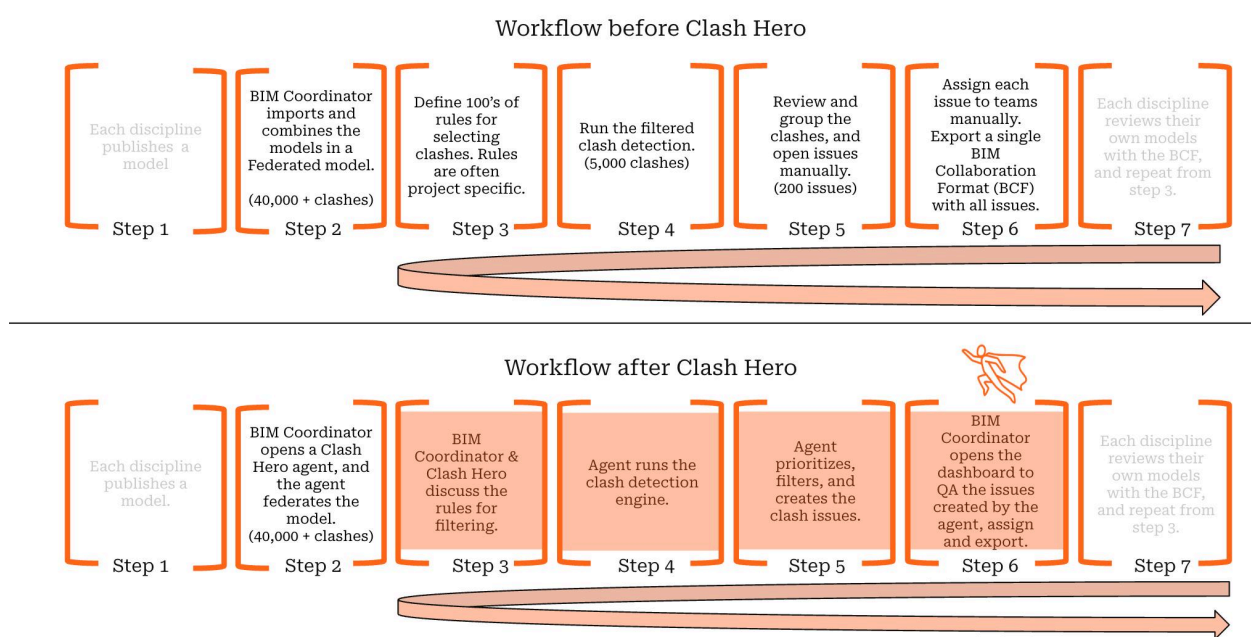 Workflow before Clash Hero
Each discipline
publishes  a
model
Step 1
BIM Coordinator
imports and
combines the
models in a
Federated model.
(40,000 + clashes)
Step 2
Define 100's of
rules for
selecting
clashes. Rules
are often
project specific.
Step 3
Run the filtered
clash detection.
(5,000 clashes)
Step 4
Review and
group the
clashes, and
open issues
manually.
(200 issues)
Step 5
Assign each
issue to teams
manually.
Export a single
BIM
Collaboration
Format (BCF)
with all issues.
Step 6
Each discipline
reviews their
own models
with the BCF,
and repeat from
step 3.
Step 7
Workflow after Clash Hero
Each discipline
publishes a
model.
Step 1
BIM Coordinator
opens a Clash
Hero agent, and
the agent
federates the
model.
(40,000 + clashes)
Step 2
BIM
Coordinator &
Clash Hero
discuss the
rules for
filtering.
Step 3
Agent runs the
clash detection
engine.
Step 4
Agent
prioritizes,
filters, and
creates the
clash issues.
Step 5
BIM
Coordinator
opens the
dashboard to
QA the issues
created by the
agent, assign
and export.
Step 6
Each discipline
reviews their
own models
with the BCF,
and repeat from
step 3.
Step 7